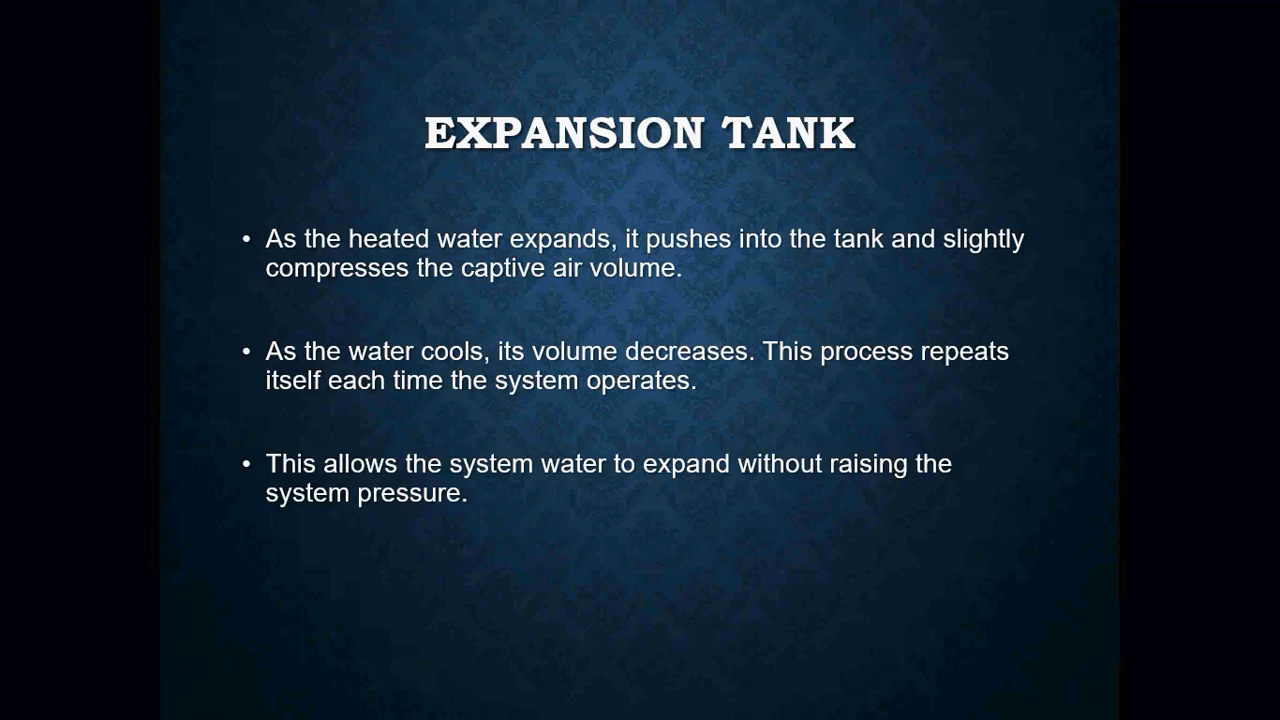 EXPANSION TANK
• As the heated water expands, it pushes into the tank and slightly
compresses the captive air volume.
• As the water cools, its volume decreases. This process repeats
itself each time the system operates.
• This allows the system water to expand without raising the
system pressure.